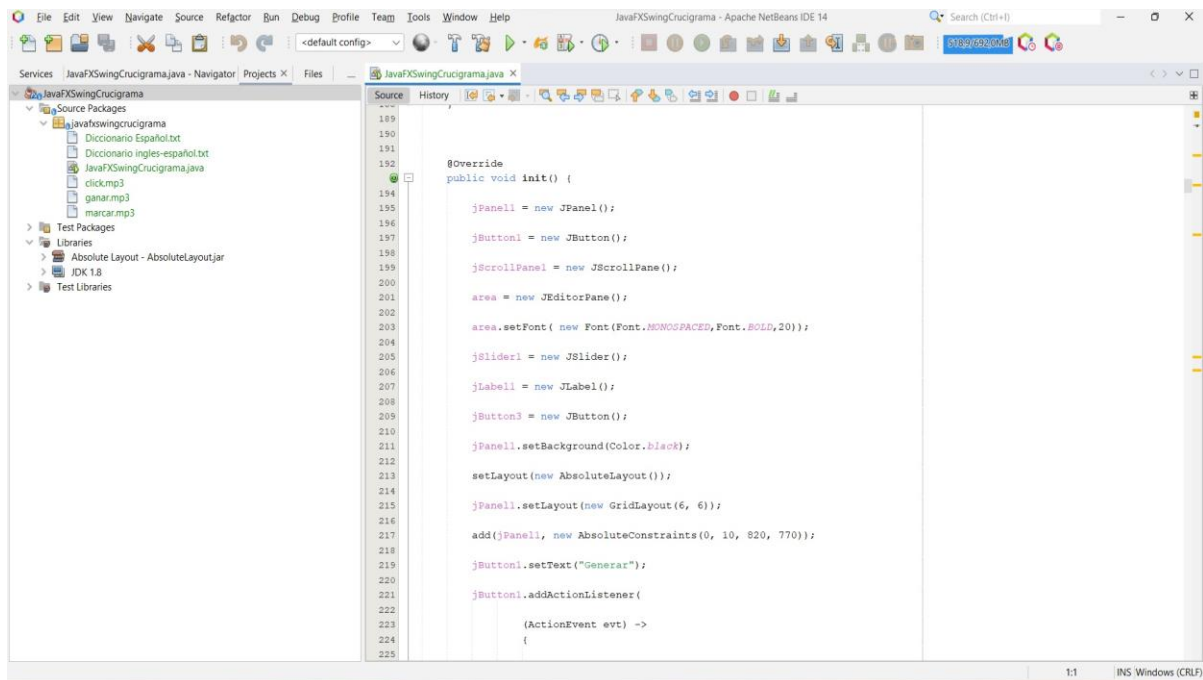 File Edit View Navigate Source Refactor Run Debug Profile Team Tools Window Help
JavaFXSwingCrucigrama - Apache NetBeans IDE 14
Search (Ctrl+I)
<default config>
518,9/692,0MB
Services JavaFXSwingCrucigrama.java - Navigator Projects Files
JavaFXSwingCrucigrama.java
JavaFXSwingCrucigrama
Source Packages
javafxswingcrucigrama
Diccionario Español.txt
Diccionario ingles-español.txt
JavaFXSwingCrucigrama.java
click.mp3
ganar.mp3
marcar.mp3
Test Packages
Libraries
Absolute Layout - AbsoluteLayout.jar
JDK 1.8
Test Libraries
Source History
189
190
191
192 @Override
public void init() {
194
195 jPanel1 = new JPanel();
196
197 jButton1 = new JButton();
198
199 jScrollPane1 = new JScrollPane();
200
201 area = new JEditorPane();
202
203 area.setFont( new Font(Font.MONOSPACED,Font.BOLD,20));
204
205 jSlider1 = new JSlider();
206
207 jLabel1 = new JLabel();
208
209 jButton3 = new JButton();
210
211 jPanel1.setBackground(Color.black);
212
213 setLayout(new AbsoluteLayout());
214
215 jPanel1.setLayout(new GridLayout(6, 6));
216
217 add(jPanel1, new AbsoluteConstraints(0, 10, 820, 770));
218
219 jButton1.setText("Generar");
220
221 jButton1.addActionListener(
222
223 (ActionEvent evt) ->
224 {
225
1:1 INS Windows (CRLF)